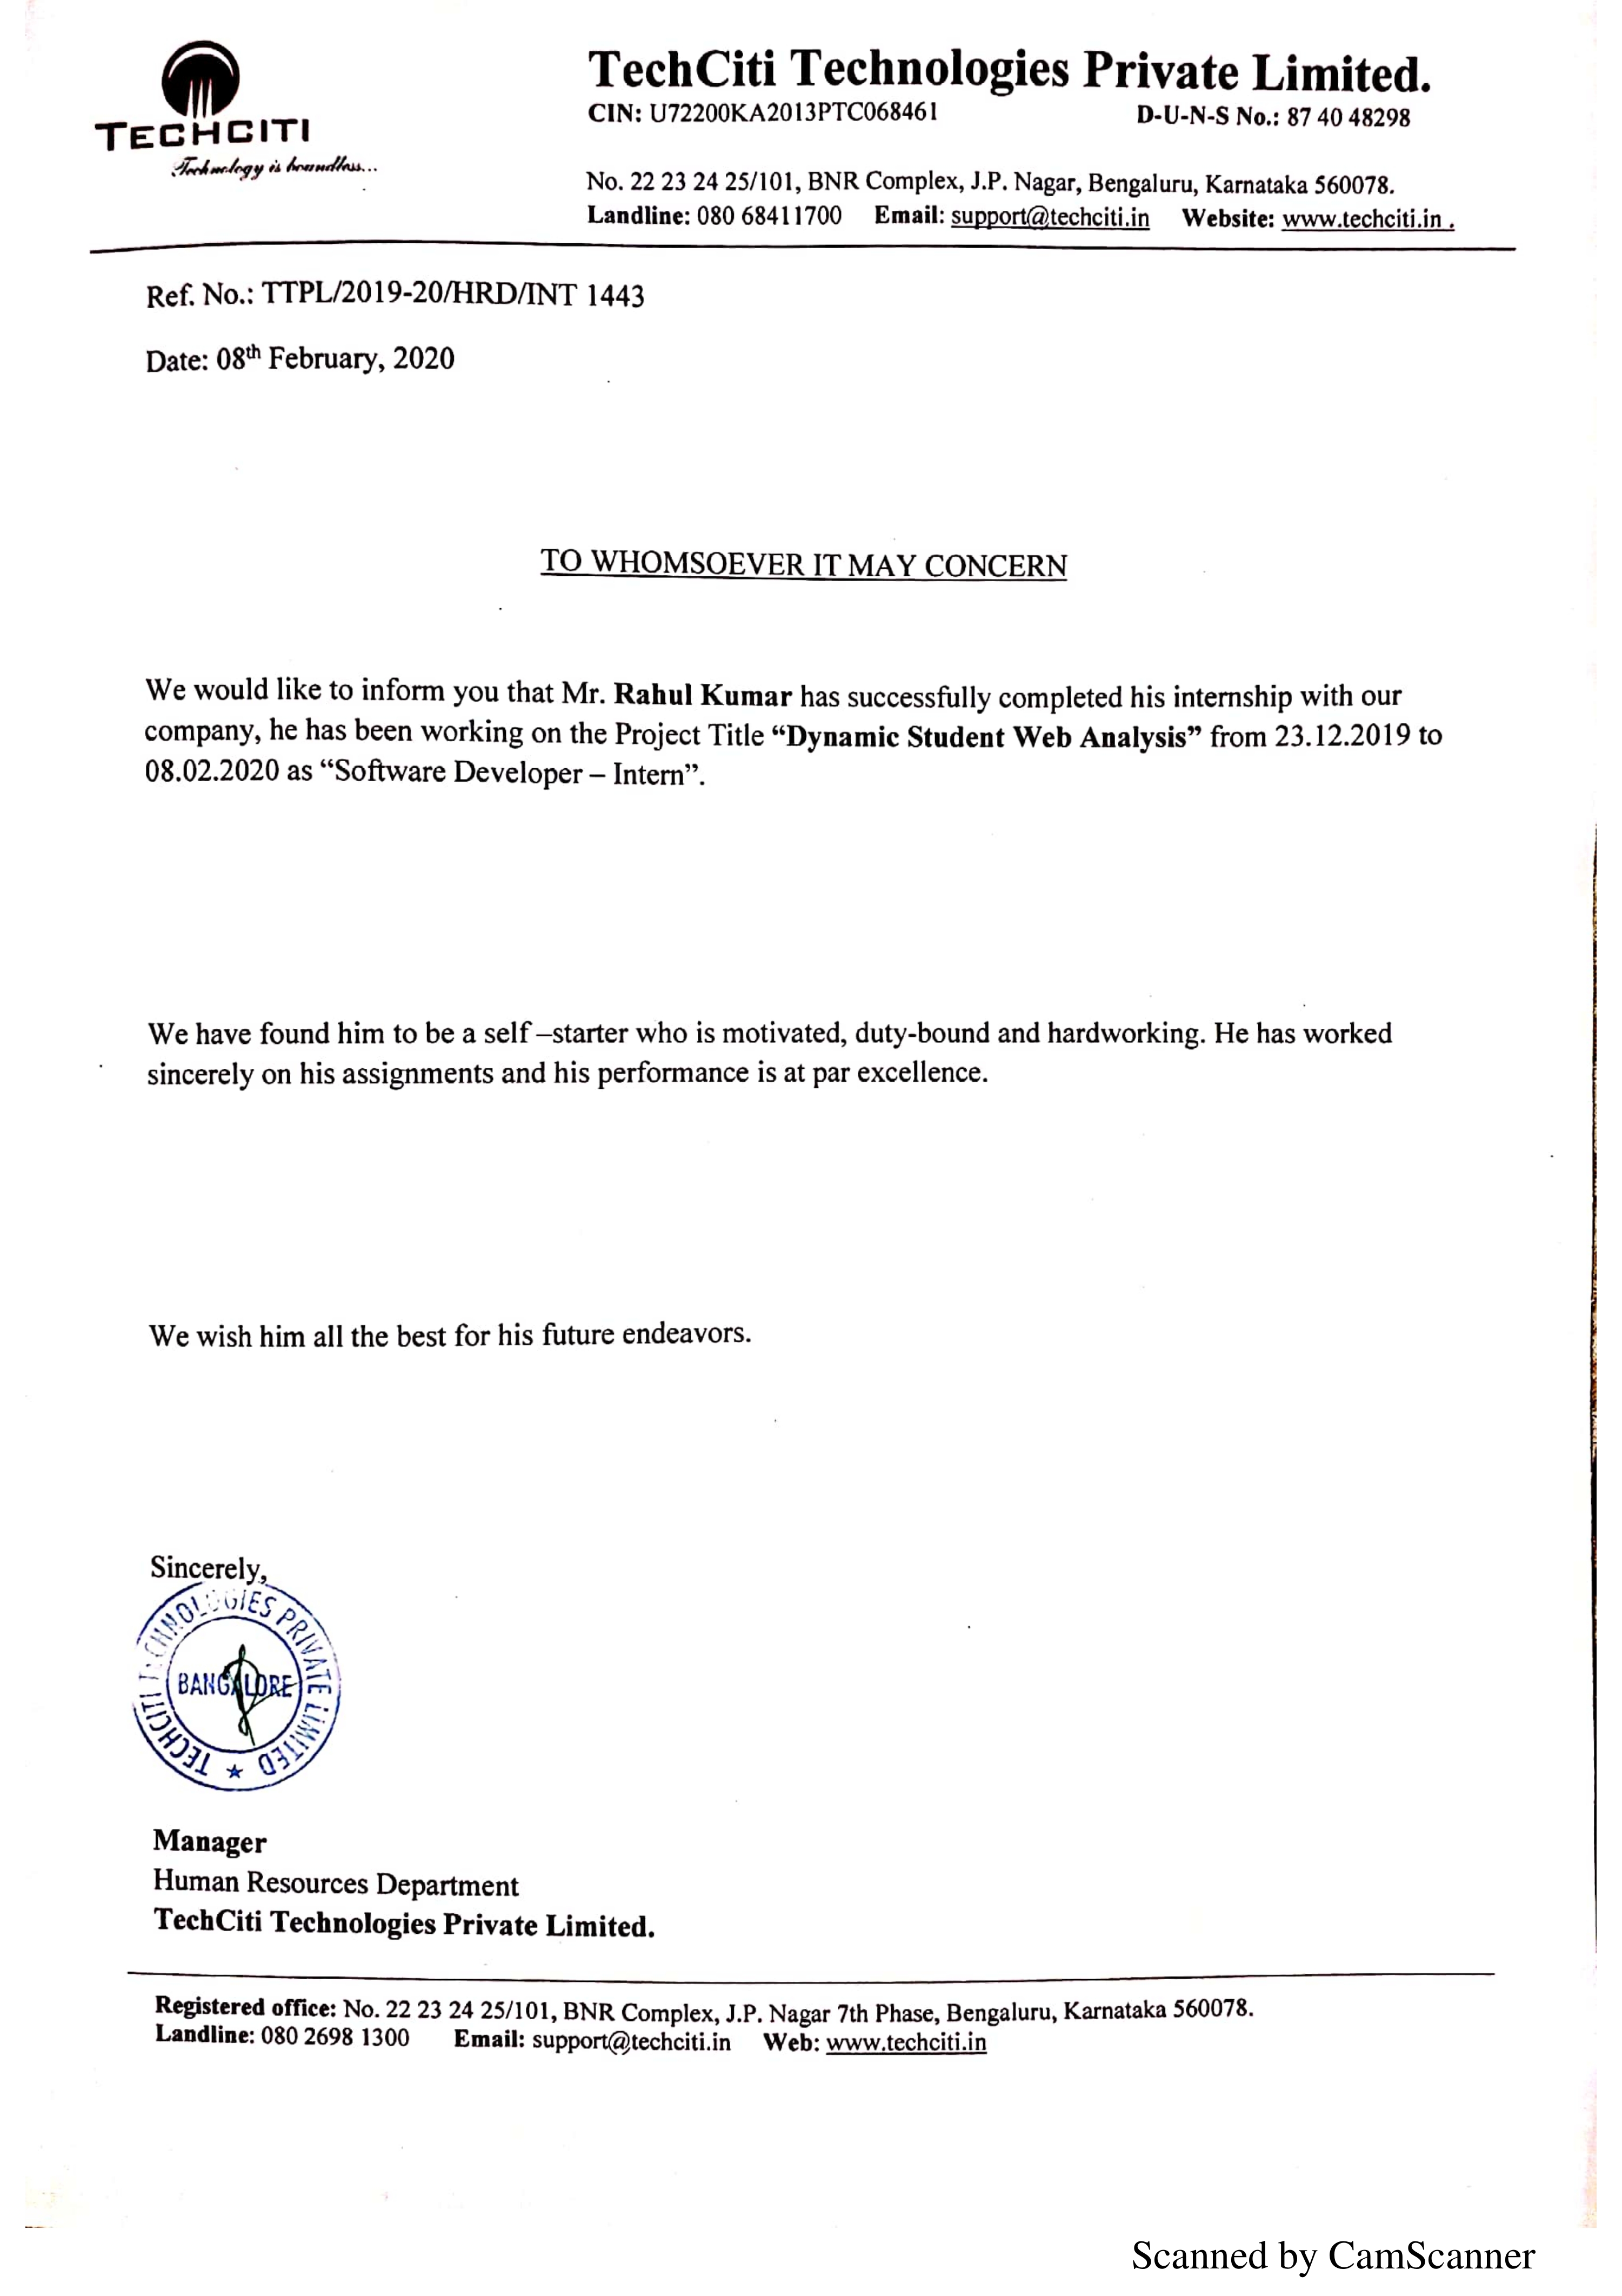 TECHCITI
Technology is boundless...
TechCiti Technologies Private Limited.
CIN: U72200KA2013PTC068461 D-U-N-S No.: 87 40 48298
No. 22 23 24 25/101, BNR Complex, J.P. Nagar, Bengaluru, Karnataka 560078.
Landline: 080 68411700 Email: support@techciti.in Website: www.techciti.in .
Ref. No.: TTPL/2019-20/HRD/INT 1443
Date: 08th February, 2020
TO WHOMSOEVER IT MAY CONCERN
We would like to inform you that Mr. Rahul Kumar has successfully completed his internship with our
company, he has been working on the Project Title “Dynamic Student Web Analysis” from 23.12.2019 to
08.02.2020 as “Software Developer – Intern”.
We have found him to be a self –starter who is motivated, duty-bound and hardworking. He has worked
sincerely on his assignments and his performance is at par excellence.
We wish him all the best for his future endeavors.
Sincerely,
TECHCITI TECHNOLOGIES PRIVATE LIMITED ★
BANGALORE
Manager
Human Resources Department
TechCiti Technologies Private Limited.
Registered office: No. 22 23 24 25/101, BNR Complex, J.P. Nagar 7th Phase, Bengaluru, Karnataka 560078.
Landline: 080 2698 1300 Email: support@techciti.in Web: www.techciti.in
Scanned by CamScanner